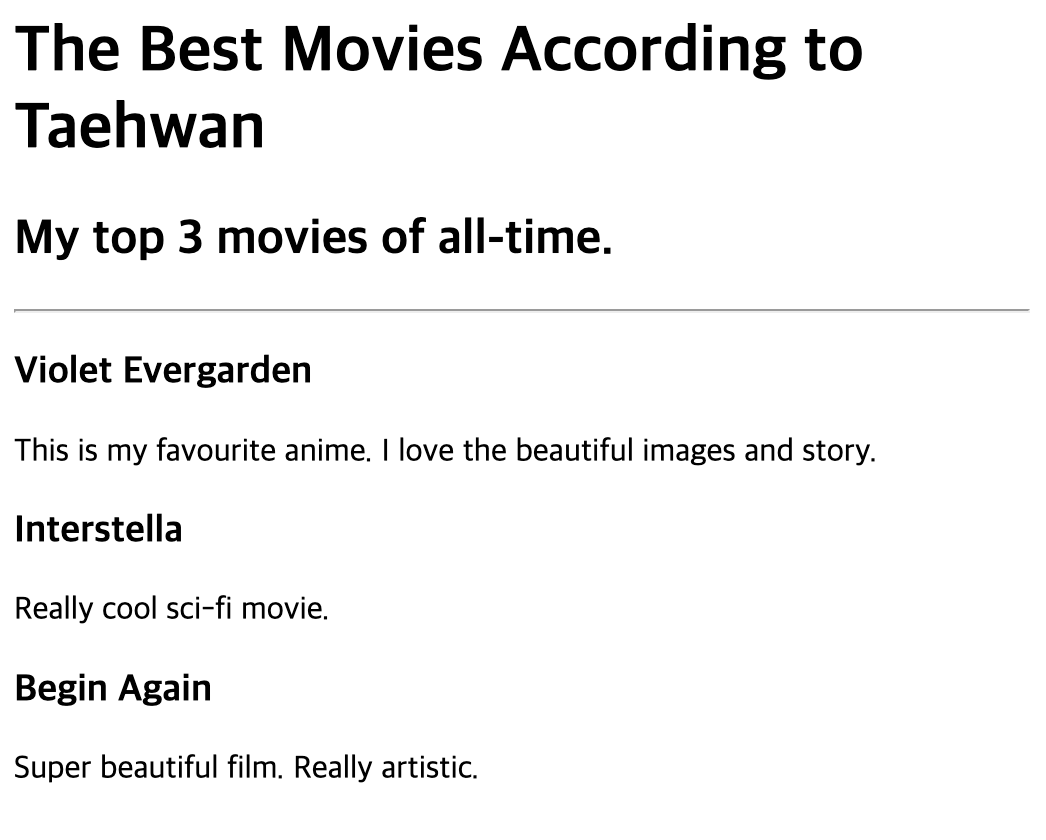 The Best Movies According to
Taehwan
My top 3 movies of all-time.
Violet Evergarden
This is my favourite anime. I love the beautiful images and story.
Interstella
Really cool sci-fi movie.
Begin Again
Super beautiful film. Really artistic.